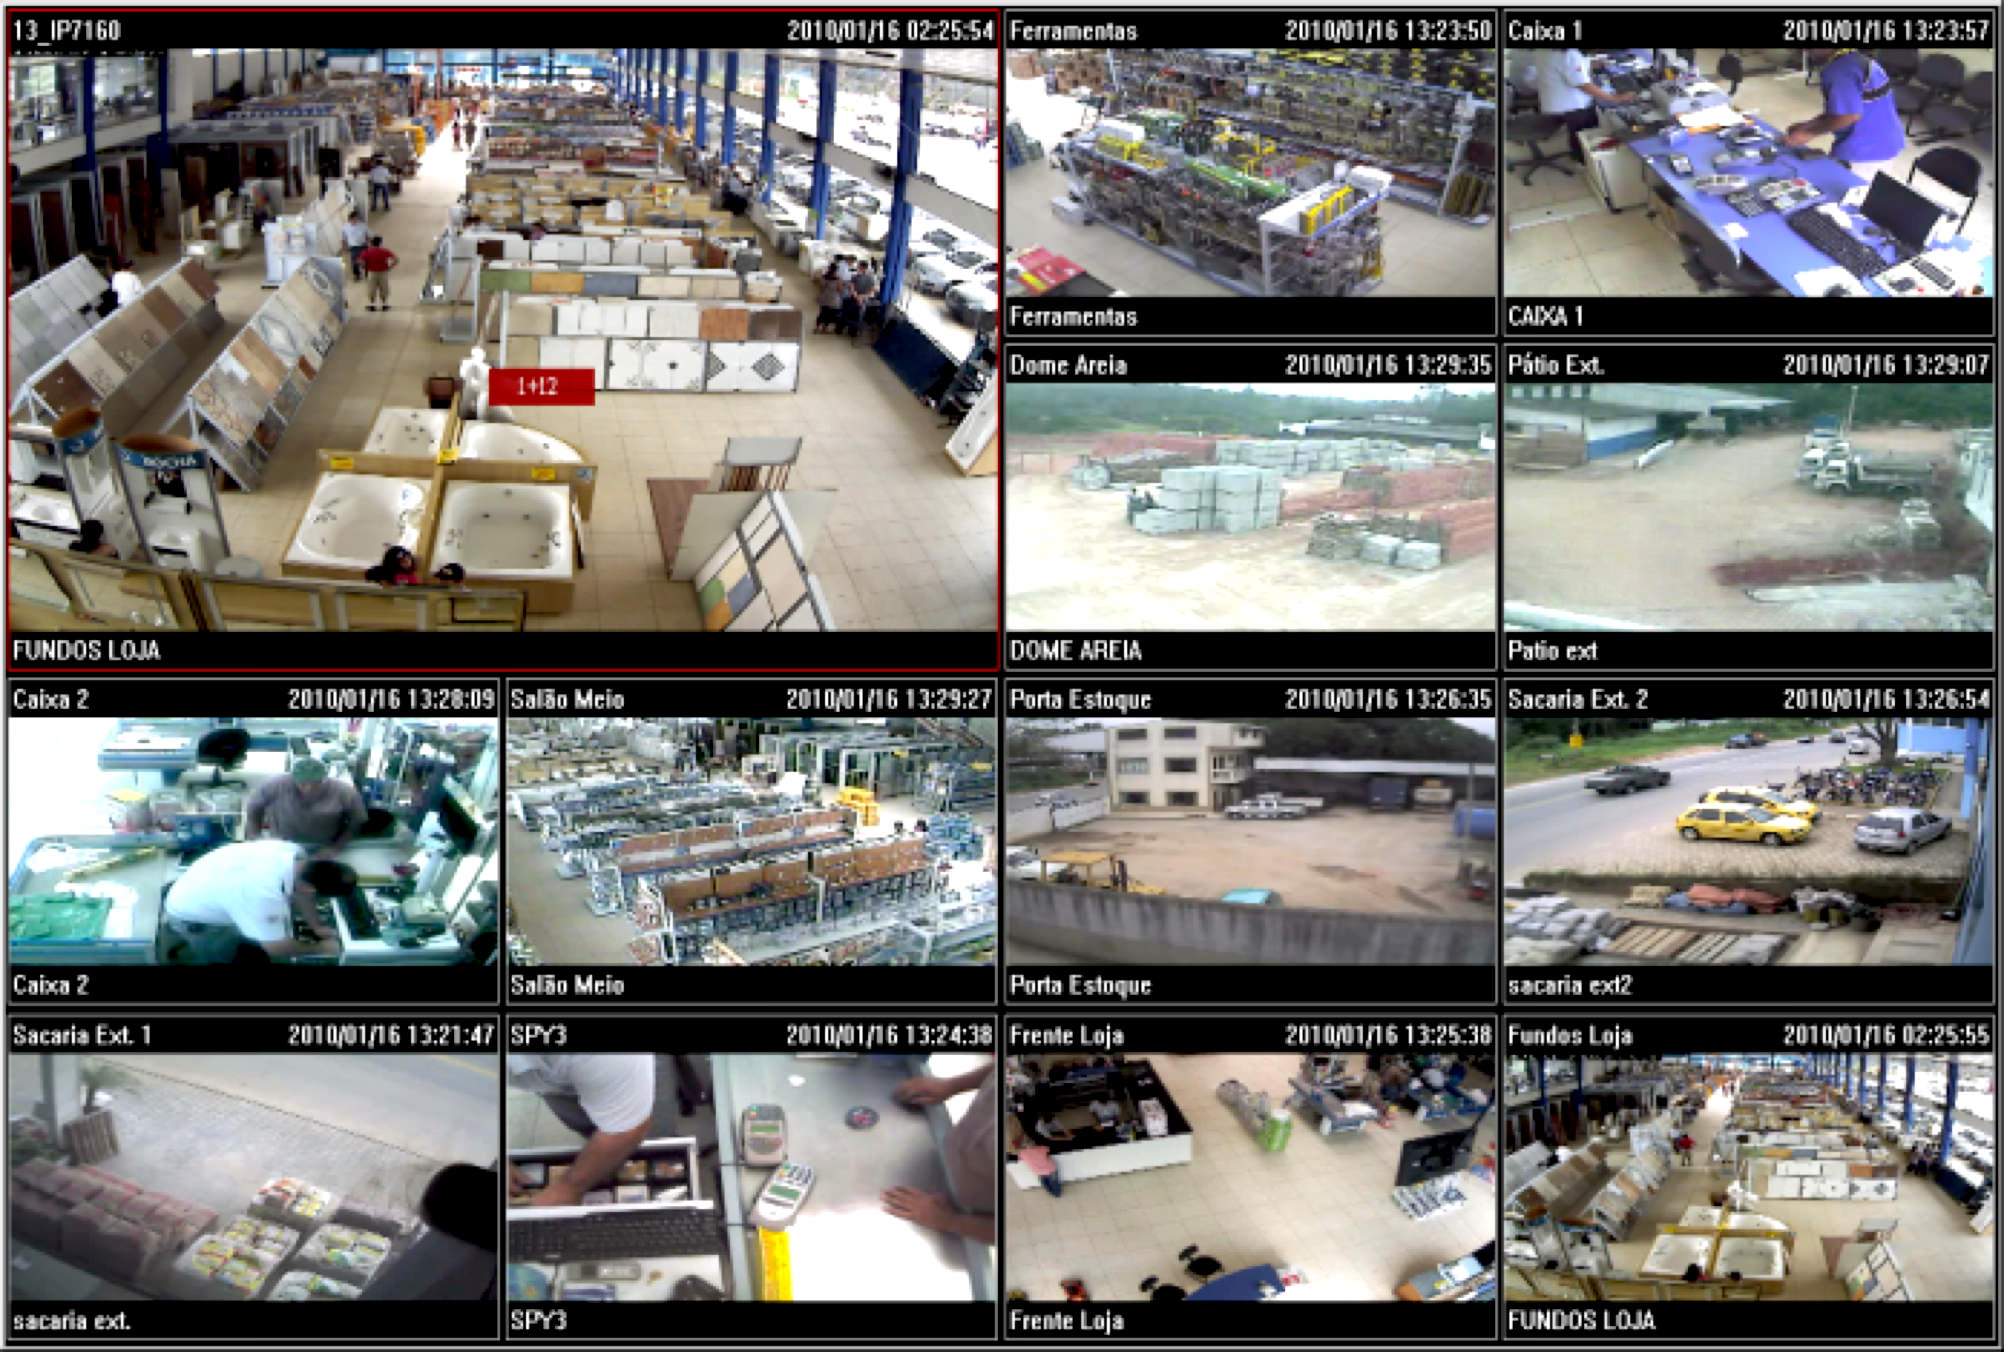 13_IP7160 2010/01/16 02:25:54
ROCHA
1+12
FUNDOS LOJA
Ferramentas 2010/01/16 13:23:50
Ferramentas
Caixa 1 2010/01/16 13:23:57
CAIXA 1
Dome Areia 2010/01/16 13:29:35
DOME AREIA
Pátio Ext. 2010/01/16 13:29:07
Patio ext
Caixa 2 2010/01/16 13:28:09
Caixa 2
Salão Meio 2010/01/16 13:29:27
Salão Meio
Porta Estoque 2010/01/16 13:26:35
Porta Estoque
Sacaria Ext. 2 2010/01/16 13:26:54
sacaria ext2
Sacaria Ext. 1 2010/01/16 13:21:47
sacaria ext.
SPY3 2010/01/16 13:24:38
SPY3
Frente Loja 2010/01/16 13:25:38
Frente Loja
Fundos Loja 2010/01/16 02:25:55
FUNDOS LOJA